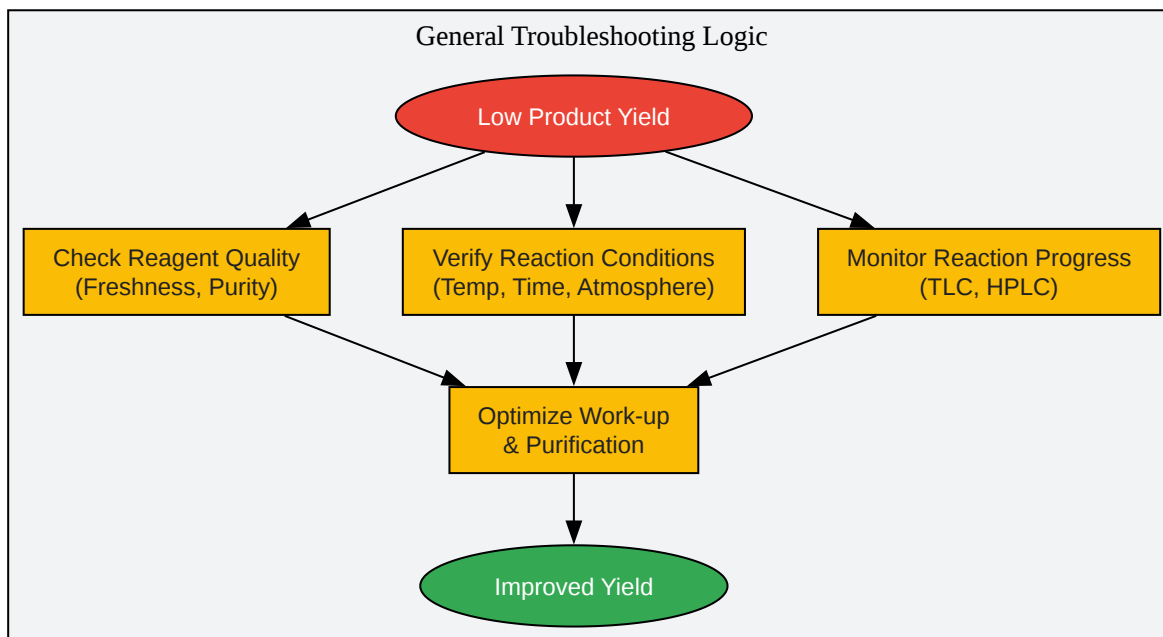 General Troubleshooting Logic
Low Product Yield
Check Reagent Quality
(Freshness, Purity)
Verify Reaction Conditions
(Temp, Time, Atmosphere)
Monitor Reaction Progress
(TLC, HPLC)
Optimize Work-up
& Purification
Improved Yield